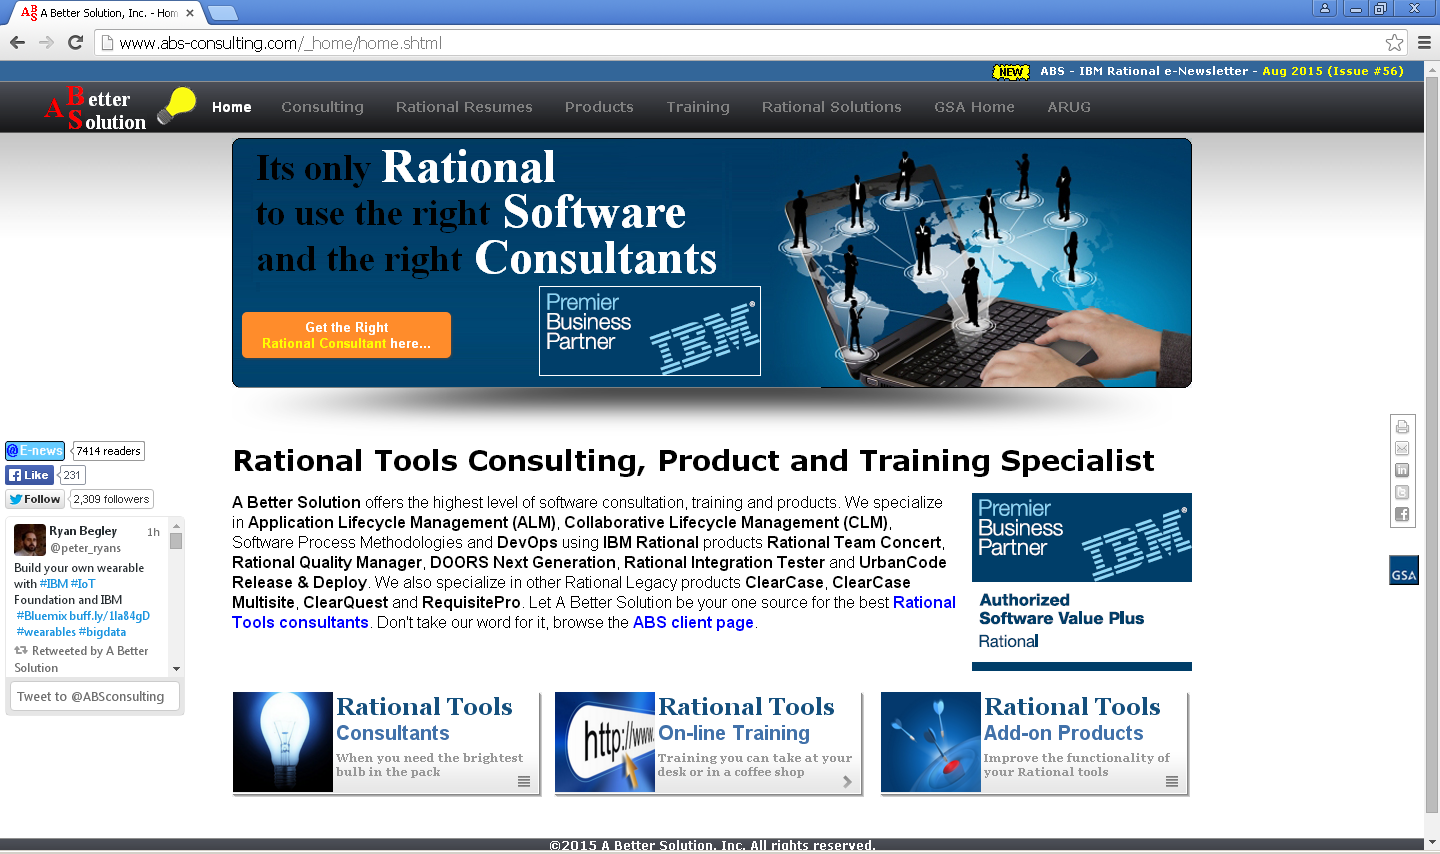 A Better Solution, Inc. - Hom
www.abs-consulting.com/_home/home.shtml
NEW ABS - IBM Rational e-Newsletter - Aug 2015 (Issue #56)
A Better Solution
Home Consulting Rational Resumes Products Training Rational Solutions GSA Home ARUG
Its only Rational
to use the right Software
and the right Consultants
Premier
Business
Partner
IBM®
Get the Right
Rational Consultant here...
@ E-news 7414 readers
Like 231
Follow 2,309 followers
Ryan Begley 1h
@peter_ryans
Build your own wearable
with #IBM #IoT
Foundation and IBM
#Bluemix buff.ly/1Ia84gD
#wearables #bigdata
Retweeted by A Better
Solution
Tweet to @ABSconsulting
Rational Tools Consulting, Product and Training Specialist
A Better Solution offers the highest level of software consultation, training and products. We specialize
in Application Lifecycle Management (ALM), Collaborative Lifecycle Management (CLM),
Software Process Methodologies and DevOps using IBM Rational products Rational Team Concert,
Rational Quality Manager, DOORS Next Generation, Rational Integration Tester and UrbanCode
Release & Deploy. We also specialize in other Rational Legacy products ClearCase, ClearCase
Multisite, ClearQuest and RequisitePro. Let A Better Solution be your one source for the best Rational
Tools consultants. Don't take our word for it, browse the ABS client page.
Premier
Business
Partner
IBM
Authorized
Software Value Plus
Rational
GSA
Rational Tools
Consultants
When you need the brightest
bulb in the pack
http://www.
Rational Tools
On-line Training
Training you can take at your
desk or in a coffee shop
Rational Tools
Add-on Products
Improve the functionality of
your Rational tools
©2015 A Better Solution, Inc. All rights reserved.